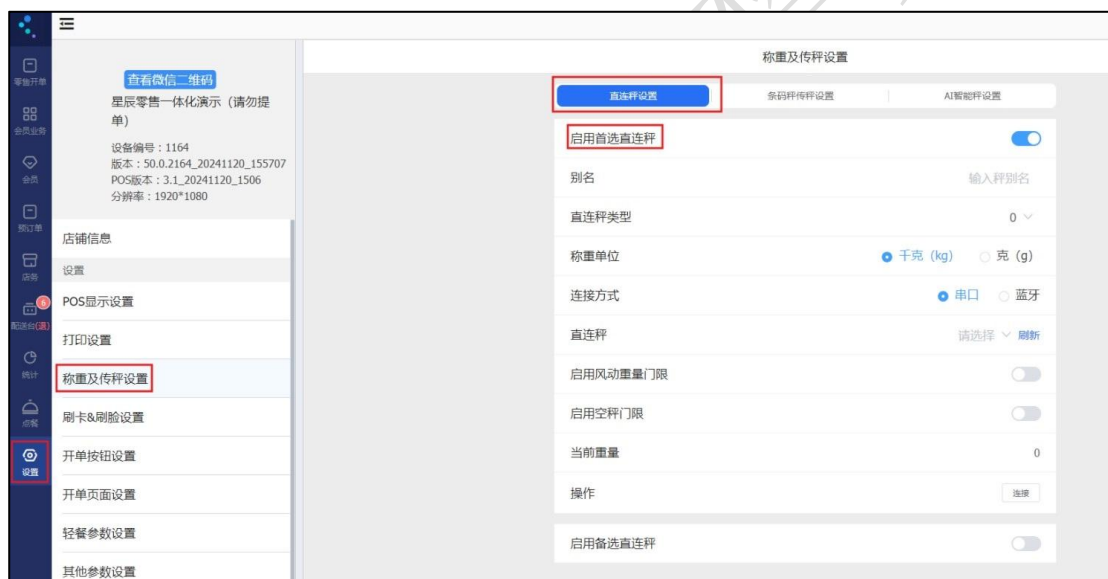 零售开单
会员业务
会员
预订单
店务
6
配送台(退)
统计
点餐
设置
查看微信二维码
星辰零售一体化演示（请勿提
单）
设备编号：1164
版本：50.0.2164_20241120_155707
POS版本：3.1_20241120_1506
分辨率：1920*1080
店铺信息
设置
POS显示设置
打印设置
称重及传秤设置
刷卡&刷脸设置
开单按钮设置
开单页面设置
轻餐参数设置
其他参数设置
称重及传秤设置
直连秤设置 条码秤传秤设置 AI智能秤设置
启用首选直连秤
别名 输入秤别名
直连秤类型 0
称重单位 千克（kg） 克（g）
连接方式 串口 蓝牙
直连秤 请选择 刷新
启用风动重量门限
启用空秤门限
当前重量 0
操作 连接
启用备选直连秤